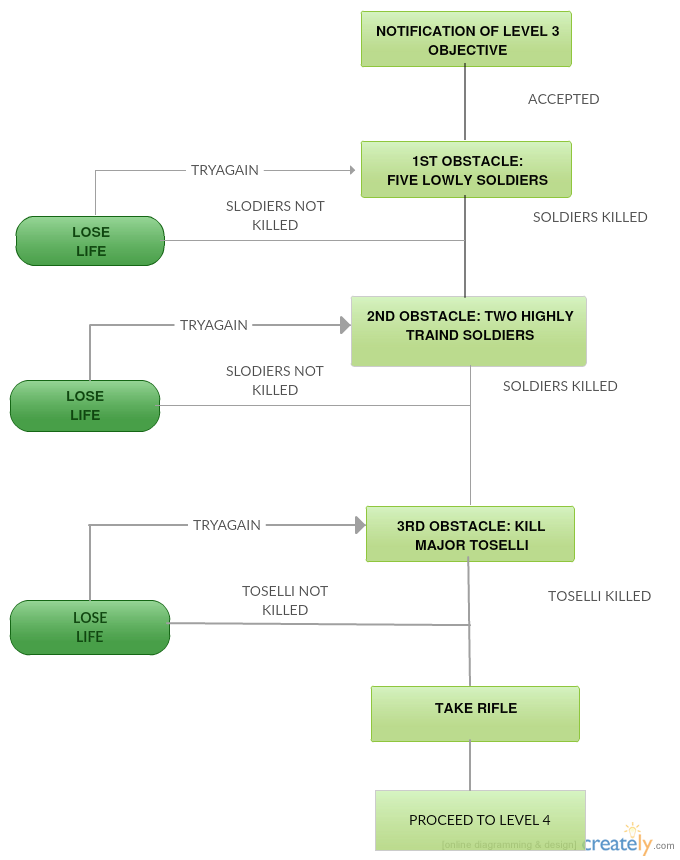 NOTIFICATION OF LEVEL 3
OBJECTIVE
ACCEPTED
1ST OBSTACLE:
FIVE LOWLY SOLDIERS
TRYAGAIN
SLODIERS NOT
KILLED
SOLDIERS KILLED
LOSE
LIFE
2ND OBSTACLE: TWO HIGHLY
TRAIND SOLDIERS
TRYAGAIN
SLODIERS NOT
KILLED
SOLDIERS KILLED
LOSE
LIFE
3RD OBSTACLE: KILL
MAJOR TOSELLI
TRYAGAIN
TOSELLI NOT
KILLED
TOSELLI KILLED
LOSE
LIFE
TAKE RIFLE
PROCEED TO LEVEL 4
[online diagramming & design] creately.com